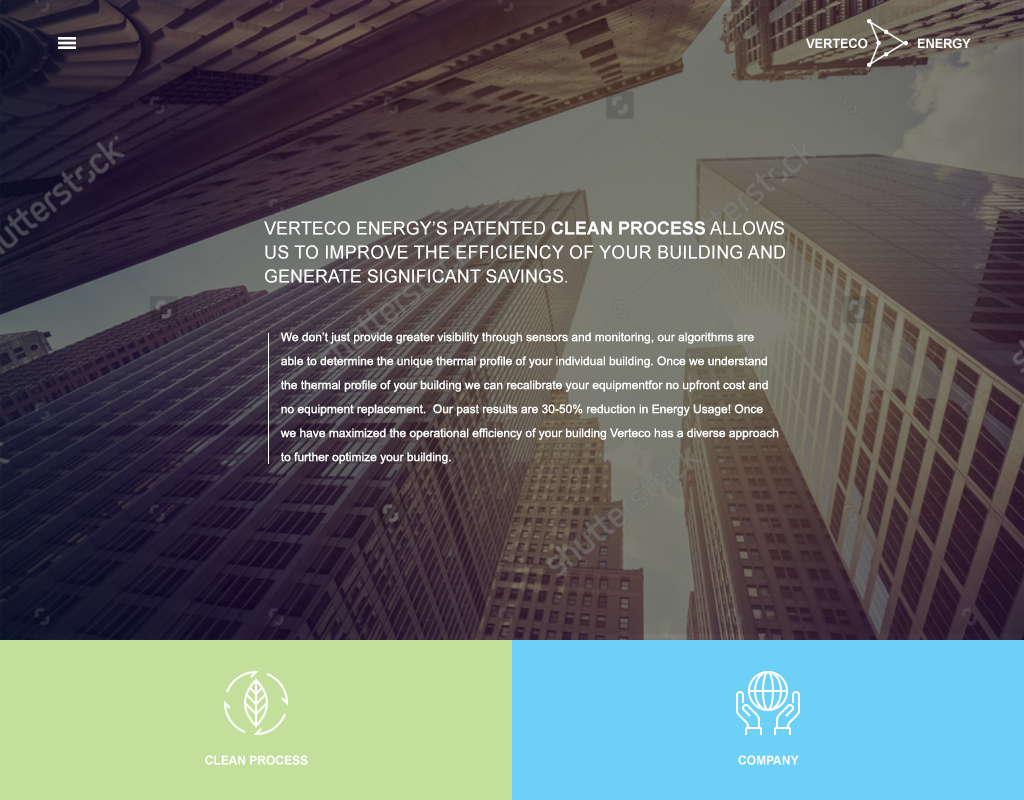 VERTECO ENERGY
shutterstock
shutterstock
VERTECO ENERGY’S PATENTED CLEAN PROCESS ALLOWS
US TO IMPROVE THE EFFICIENCY OF YOUR BUILDING AND
GENERATE SIGNIFICANT SAVINGS.
shutterstock
We don’t just provide greater visibility through sensors and monitoring, our algorithms are
able to determine the unique thermal profile of your individual building. Once we understand
the thermal profile of your building we can recalibrate your equipmentfor no upfront cost and
no equipment replacement.  Our past results are 30-50% reduction in Energy Usage! Once
we have maximized the operational efficiency of your building Verteco has a diverse approach
to further optimize your building.
shutterstock
CLEAN PROCESS
COMPANY